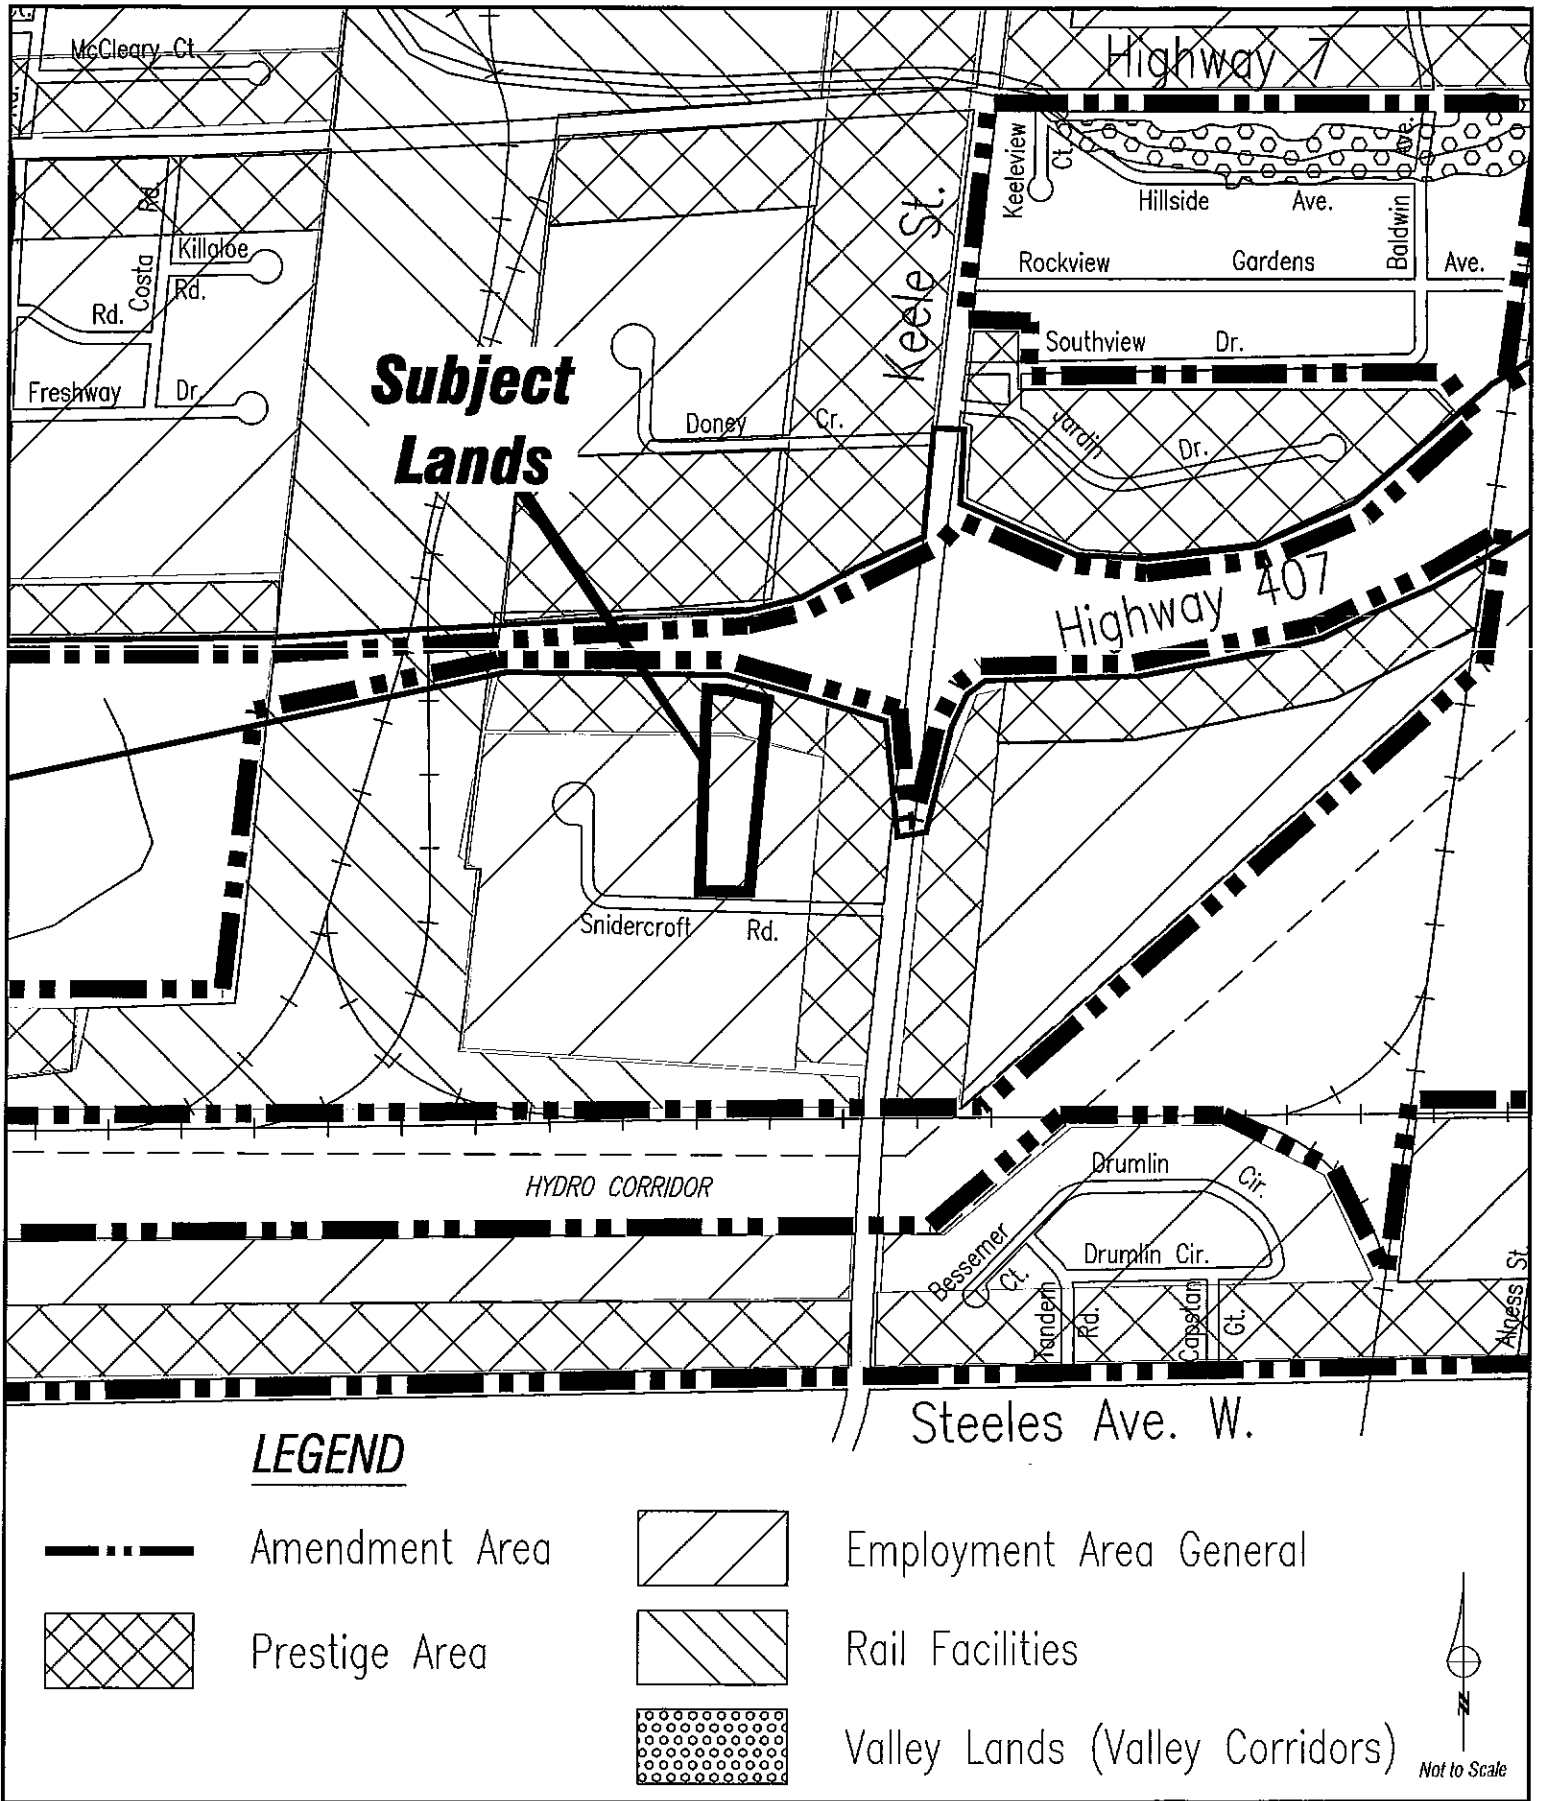 McCleary Ct.
Highway 7
Keeleview
Ct.
Ave.
Hillside Ave.
Baldwin
Keele St.
Rockview Gardens Ave.
Rd.
Costa
Killaloe
Rd.
Rd.
Southview Dr.
Freshway Dr.
Subject
Lands
Doney Cr.
Jardin Dr.
Highway 407
Snidercroft Rd.
HYDRO CORRIDOR
Drumlin Cir.
Bessemer
Ct.
Drumlin Cir.
Tandem
Rd.
Capstan
Gt.
Alness St.
Steeles Ave. W.
LEGEND
Amendment Area
Employment Area General
Prestige Area
Rail Facilities
Valley Lands (Valley Corridors)
N
Not to Scale